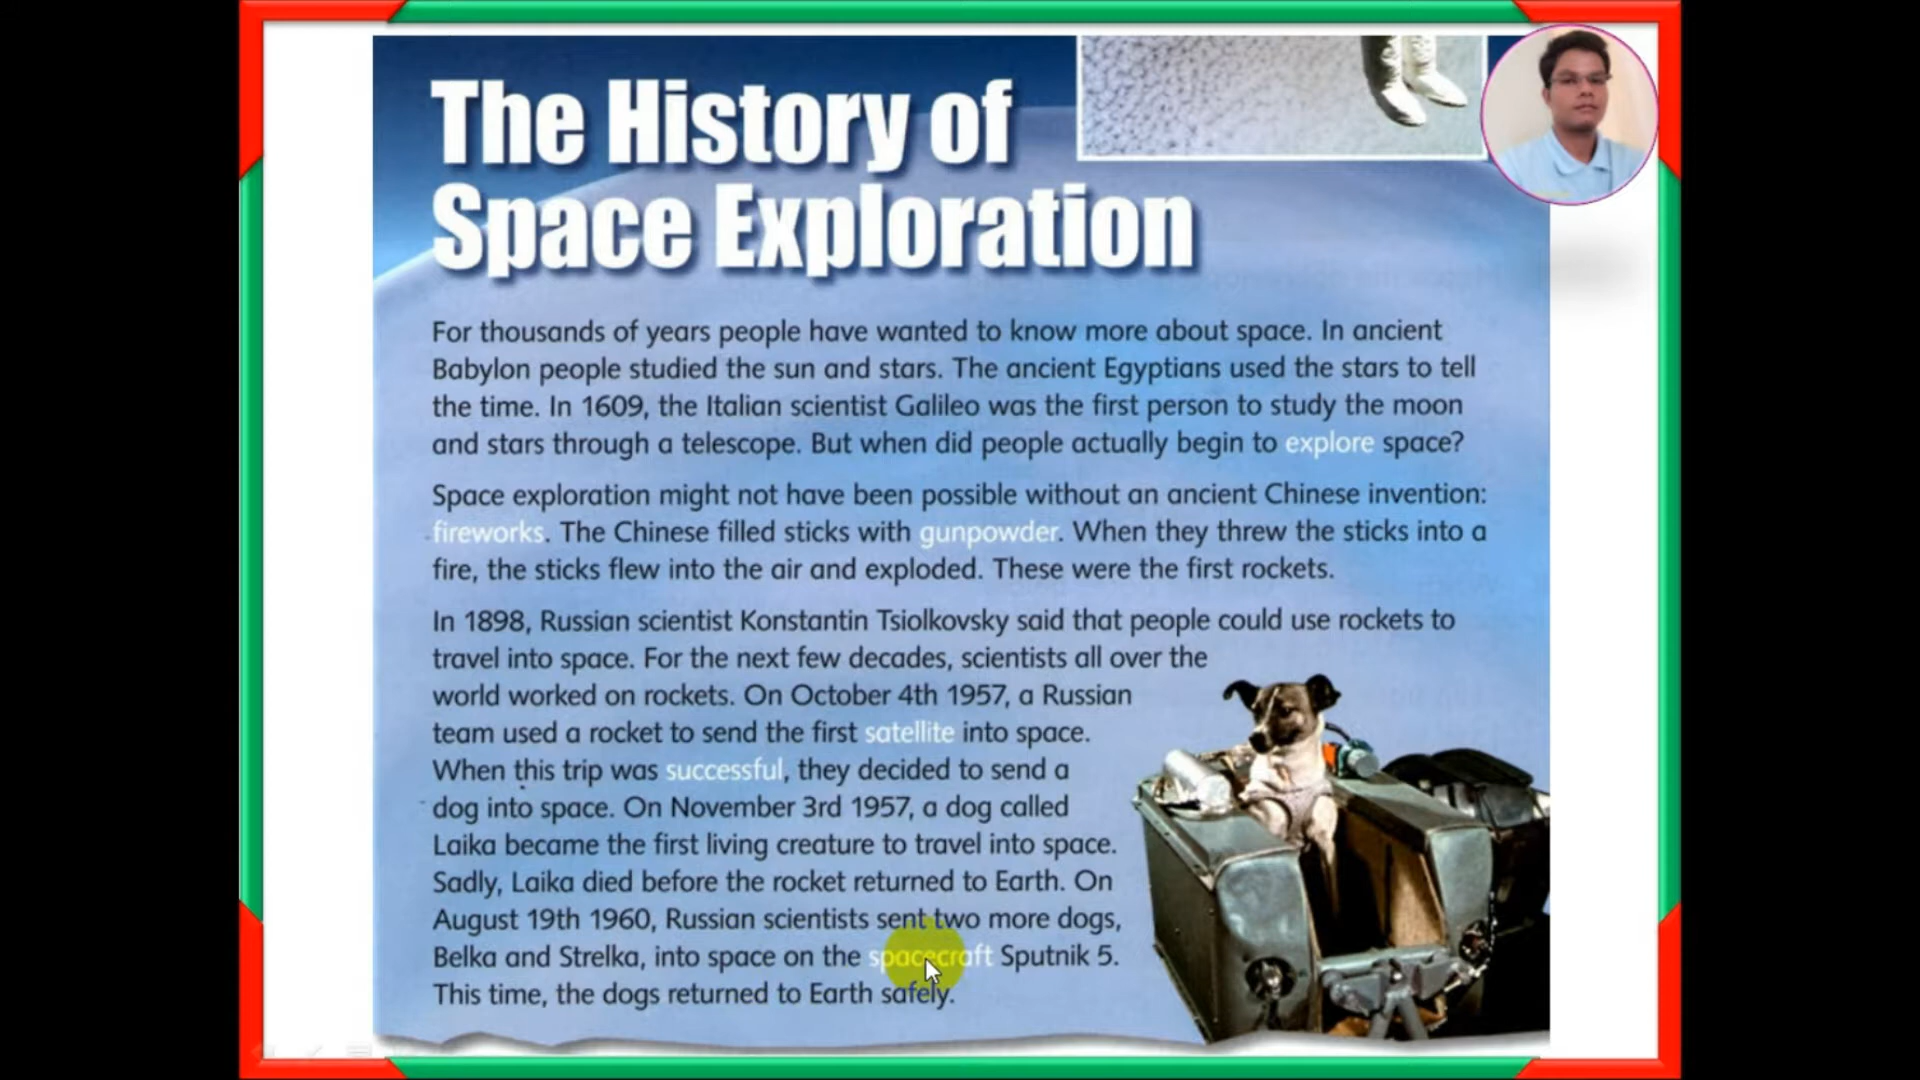 The History of
Space Exploration
For thousands of years people have wanted to know more about space. In ancient
Babylon people studied the sun and stars. The ancient Egyptians used the stars to tell
the time. In 1609, the Italian scientist Galileo was the first person to study the moon
and stars through a telescope. But when did people actually begin to explore space?
Space exploration might not have been possible without an ancient Chinese invention:
fireworks. The Chinese filled sticks with gunpowder. When they threw the sticks into a
fire, the sticks flew into the air and exploded. These were the first rockets.
In 1898, Russian scientist Konstantin Tsiolkovsky said that people could use rockets to
travel into space. For the next few decades, scientists all over the
world worked on rockets. On October 4th 1957, a Russian
team used a rocket to send the first satellite into space.
When this trip was successful, they decided to send a
dog into space. On November 3rd 1957, a dog called
Laika became the first living creature to travel into space.
Sadly, Laika died before the rocket returned to Earth. On
August 19th 1960, Russian scientists sent two more dogs,
Belka and Strelka, into space on the spacecraft Sputnik 5.
This time, the dogs returned to Earth safely.